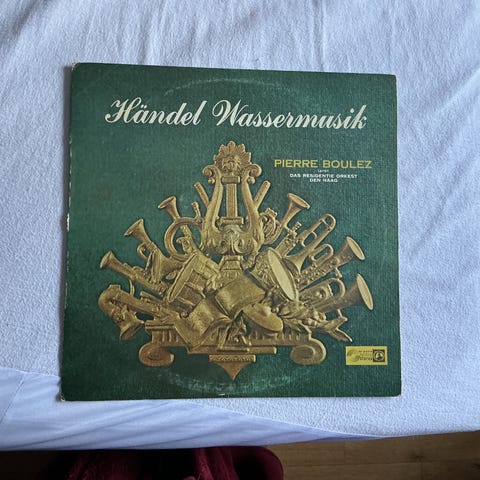 Händel Wassermusik
PIERRE BOULEZ
DAS RESIDENTIE ORKEST
DEN HAAG